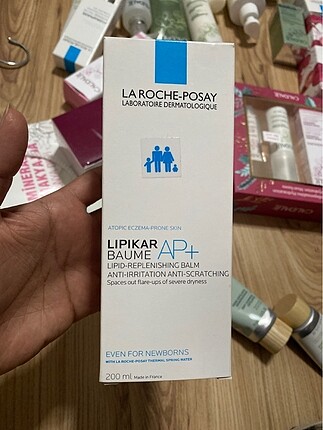 LA ROCHE-POSAY
LABORATOIRE DERMATOLOGIQUE
ATOPIC ECZEMA-PRONE SKIN
LIPIKAR
BAUME AP+
LIPID-REPLENISHING BALM
ANTI-IRRITATION ANTI-SCRATCHING
Spaces out flare-ups of severe dryness
EVEN FOR NEWBORNS
WITH LA ROCHE-POSAY THERMAL SPRING WATER
200 ml Made in France
CAUDALIE